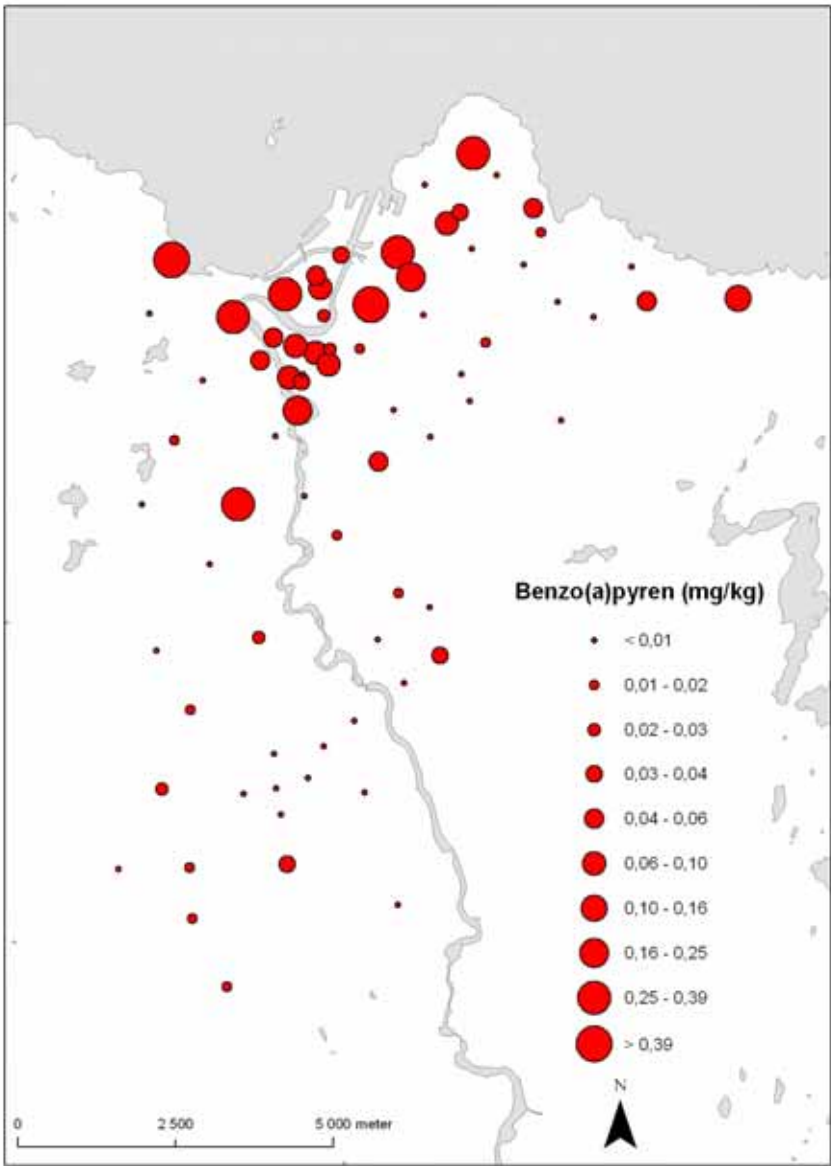 Benzo(a)pyren (mg/kg)
< 0,01
0,01 - 0,02
0,02 - 0,03
0,03 - 0,04
0,04 - 0,06
0,06 - 0,10
0,10 - 0,16
0,16 - 0,25
0,25 - 0,39
> 0,39
N
0 2 500 5 000 meter